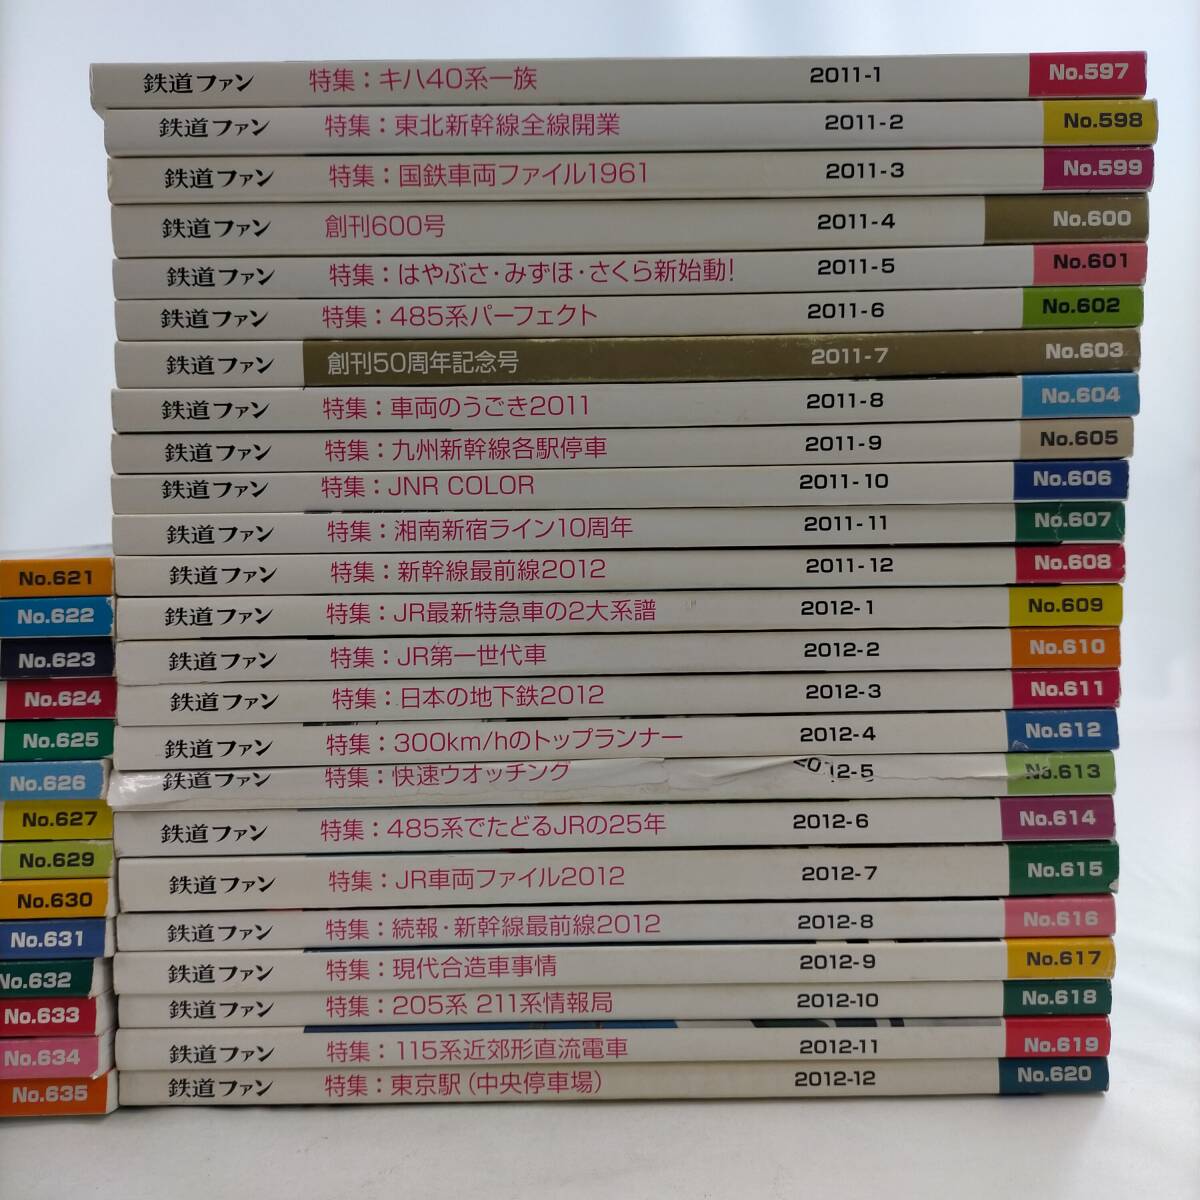 鉄道ファン 特集：キハ40系一族 2011-1 No.597
鉄道ファン 特集：東北新幹線全線開業 2011-2 No.598
鉄道ファン 特集：国鉄車両ファイル1961 2011-3 No.599
鉄道ファン 創刊600号 2011-4 No.600
鉄道ファン 特集：はやぶさ・みずほ・さくら新始動! 2011-5 No.601
鉄道ファン 特集：485系パーフェクト 2011-6 No.602
鉄道ファン 創刊50周年記念号 2011-7 No.603
鉄道ファン 特集：車両のうごき2011 2011-8 No.604
鉄道ファン 特集：九州新幹線各駅停車 2011-9 No.605
鉄道ファン 特集：JNR COLOR 2011-10 No.606
鉄道ファン 特集：湘南新宿ライン10周年 2011-11 No.607
鉄道ファン 特集：新幹線最前線2012 2011-12 No.608
鉄道ファン 特集：JR最新特急車の2大系譜 2012-1 No.609
鉄道ファン 特集：JR第一世代車 2012-2 No.610
鉄道ファン 特集：日本の地下鉄2012 2012-3 No.611
鉄道ファン 特集：300km/hのトップランナー 2012-4 No.612
鉄道ファン 特集：快速ウオッチング 2012-5 No.613
鉄道ファン 特集：485系でたどるJRの25年 2012-6 No.614
鉄道ファン 特集：JR車両ファイル2012 2012-7 No.615
鉄道ファン 特集：続報・新幹線最前線2012 2012-8 No.616
鉄道ファン 特集：現代合造車事情 2012-9 No.617
鉄道ファン 特集：205系 211系情報局 2012-10 No.618
鉄道ファン 特集：115系近郊形直流電車 2012-11 No.619
鉄道ファン 特集：東京駅（中央停車場） 2012-12 No.620
No.621
No.622
No.623
No.624
No.625
No.626
No.627
No.629
No.630
No.631
No.632
No.633
No.634
No.635